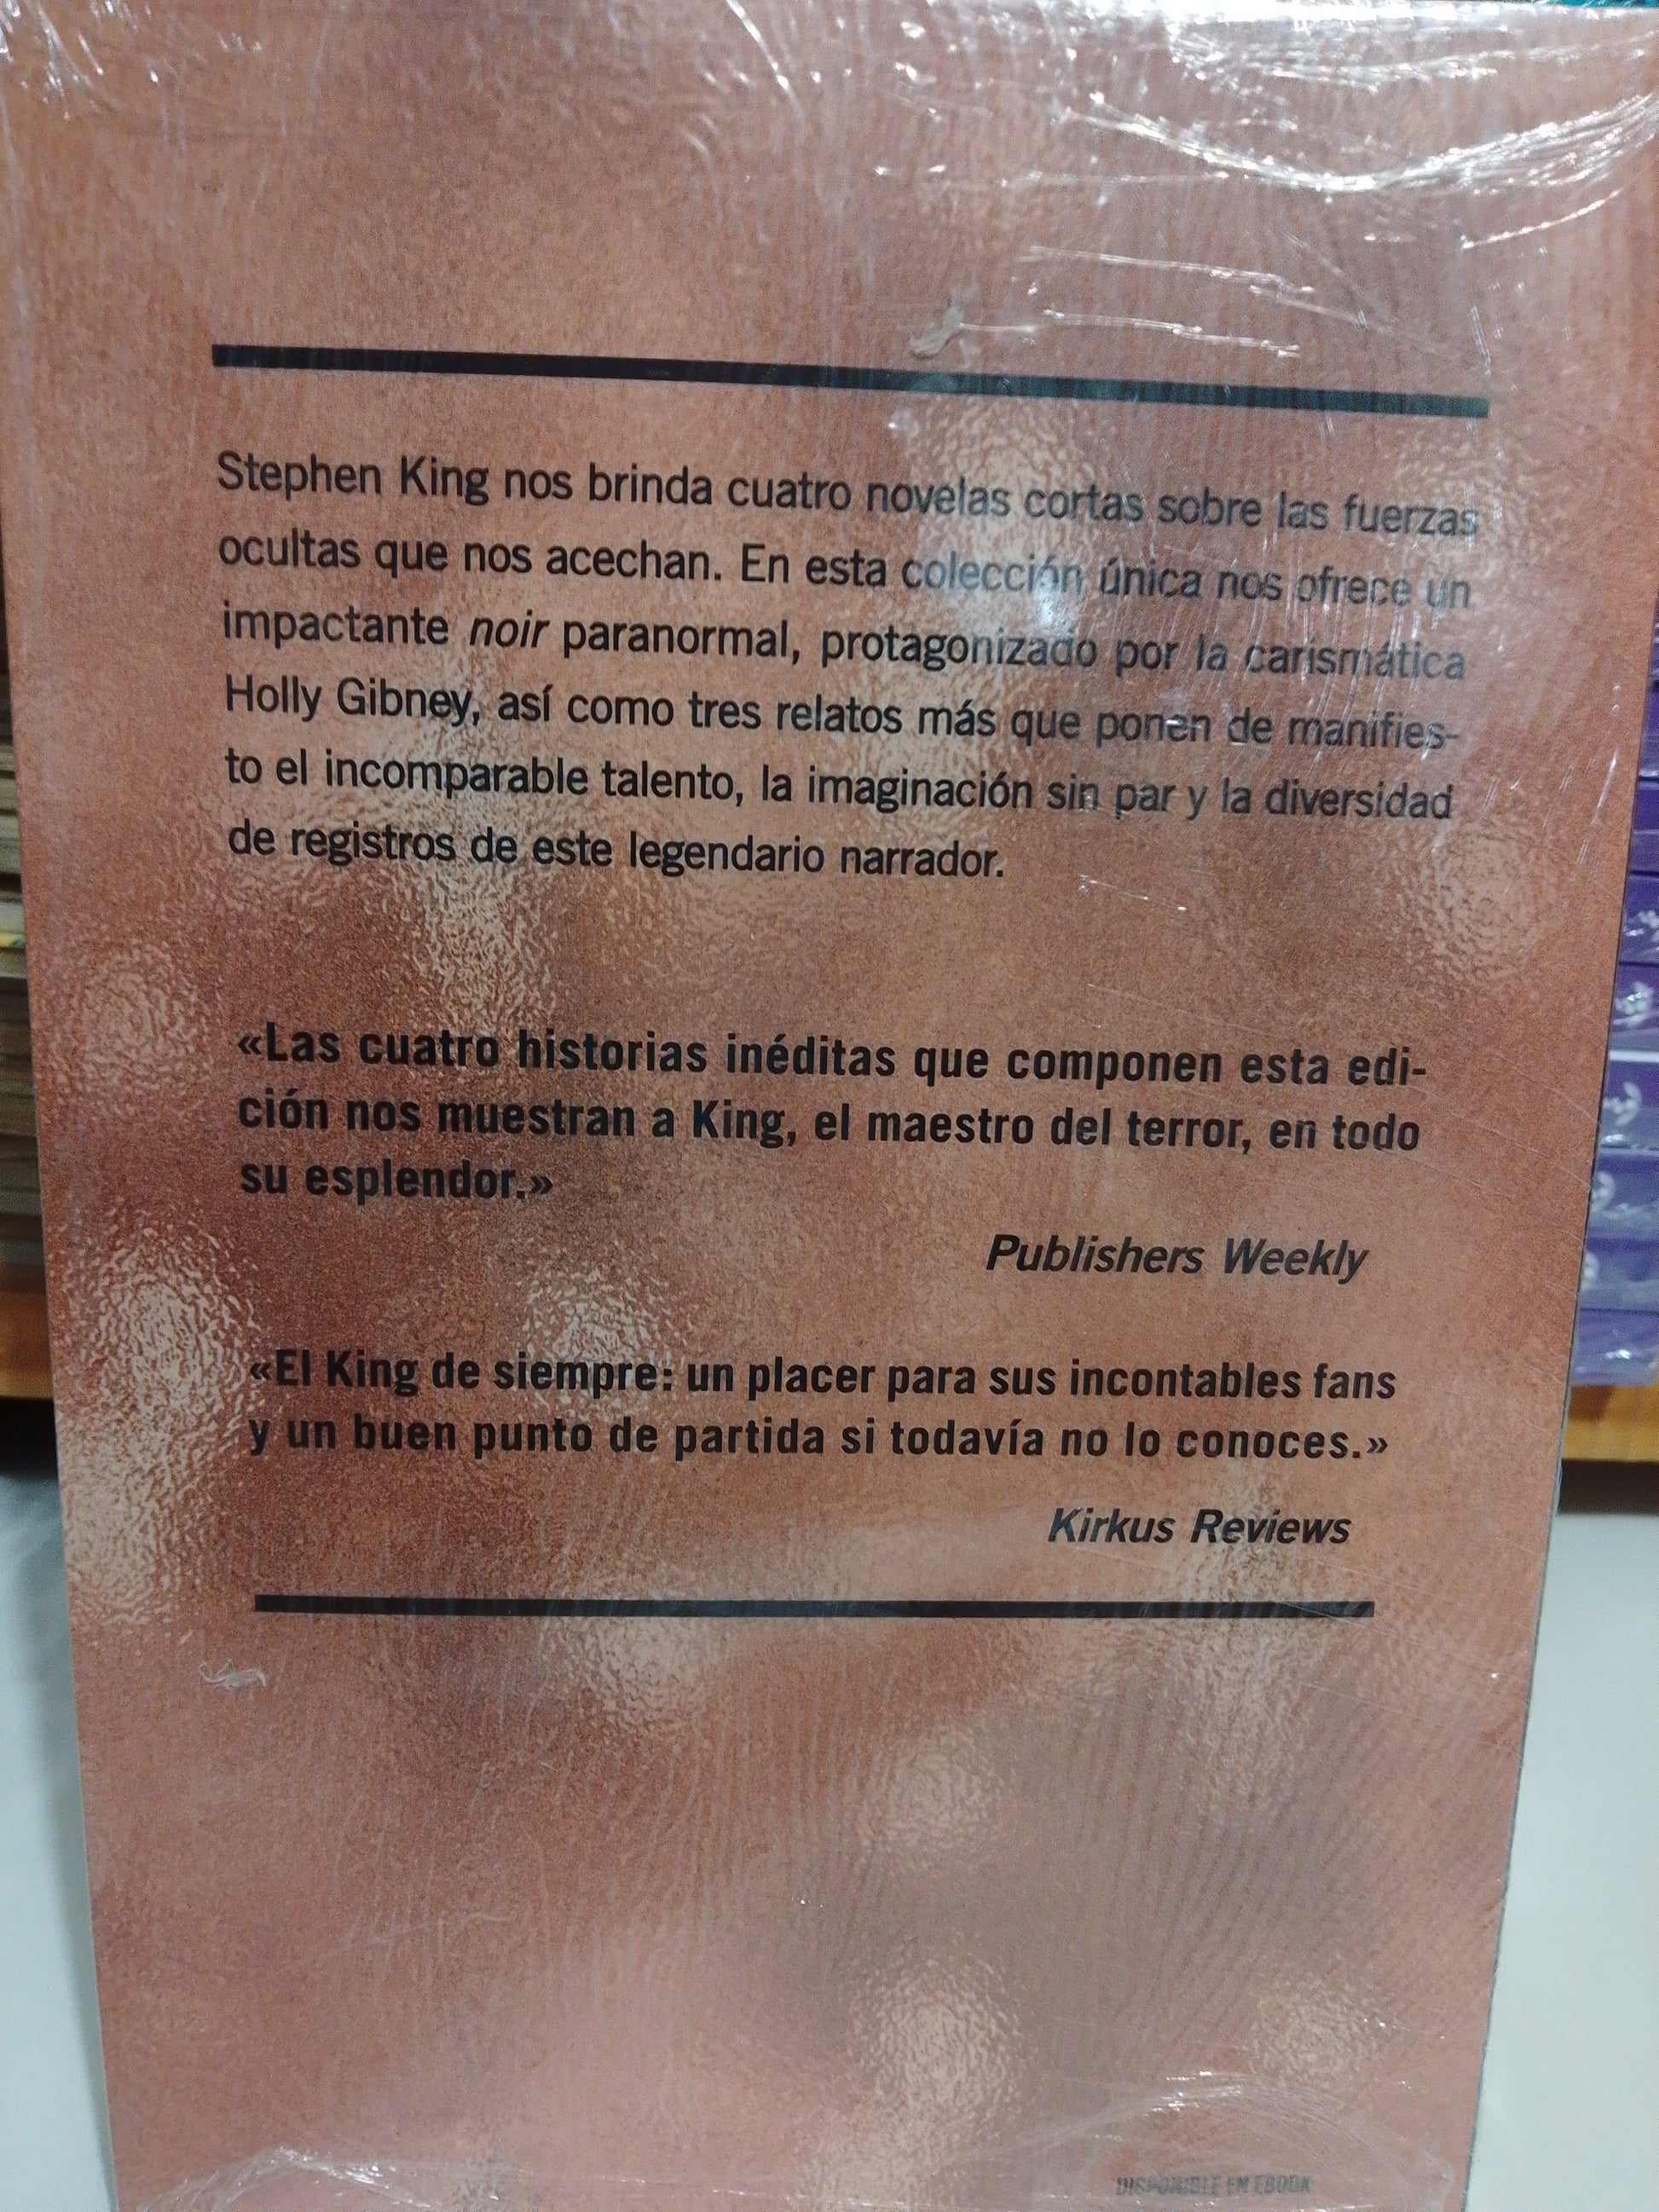 Stephen King nos brinda cuatro novelas cortas sobre las fuerzas
ocultas que nos acechan. En esta colección única nos ofrece un
impactante noir paranormal, protagonizado por la carismática
Holly Gibney, así como tres relatos más que ponen de manifies-
to el incomparable talento, la imaginación sin par y la diversidad
de registros de este legendario narrador.
«Las cuatro historias inéditas que componen esta edi-
ción nos muestran a King, el maestro del terror, en todo
su esplendor.»
Publishers Weekly
«El King de siempre: un placer para sus incontables fans
y un buen punto de partida si todavía no lo conoces.»
Kirkus Reviews
DISPONIBLE EN EBOOK